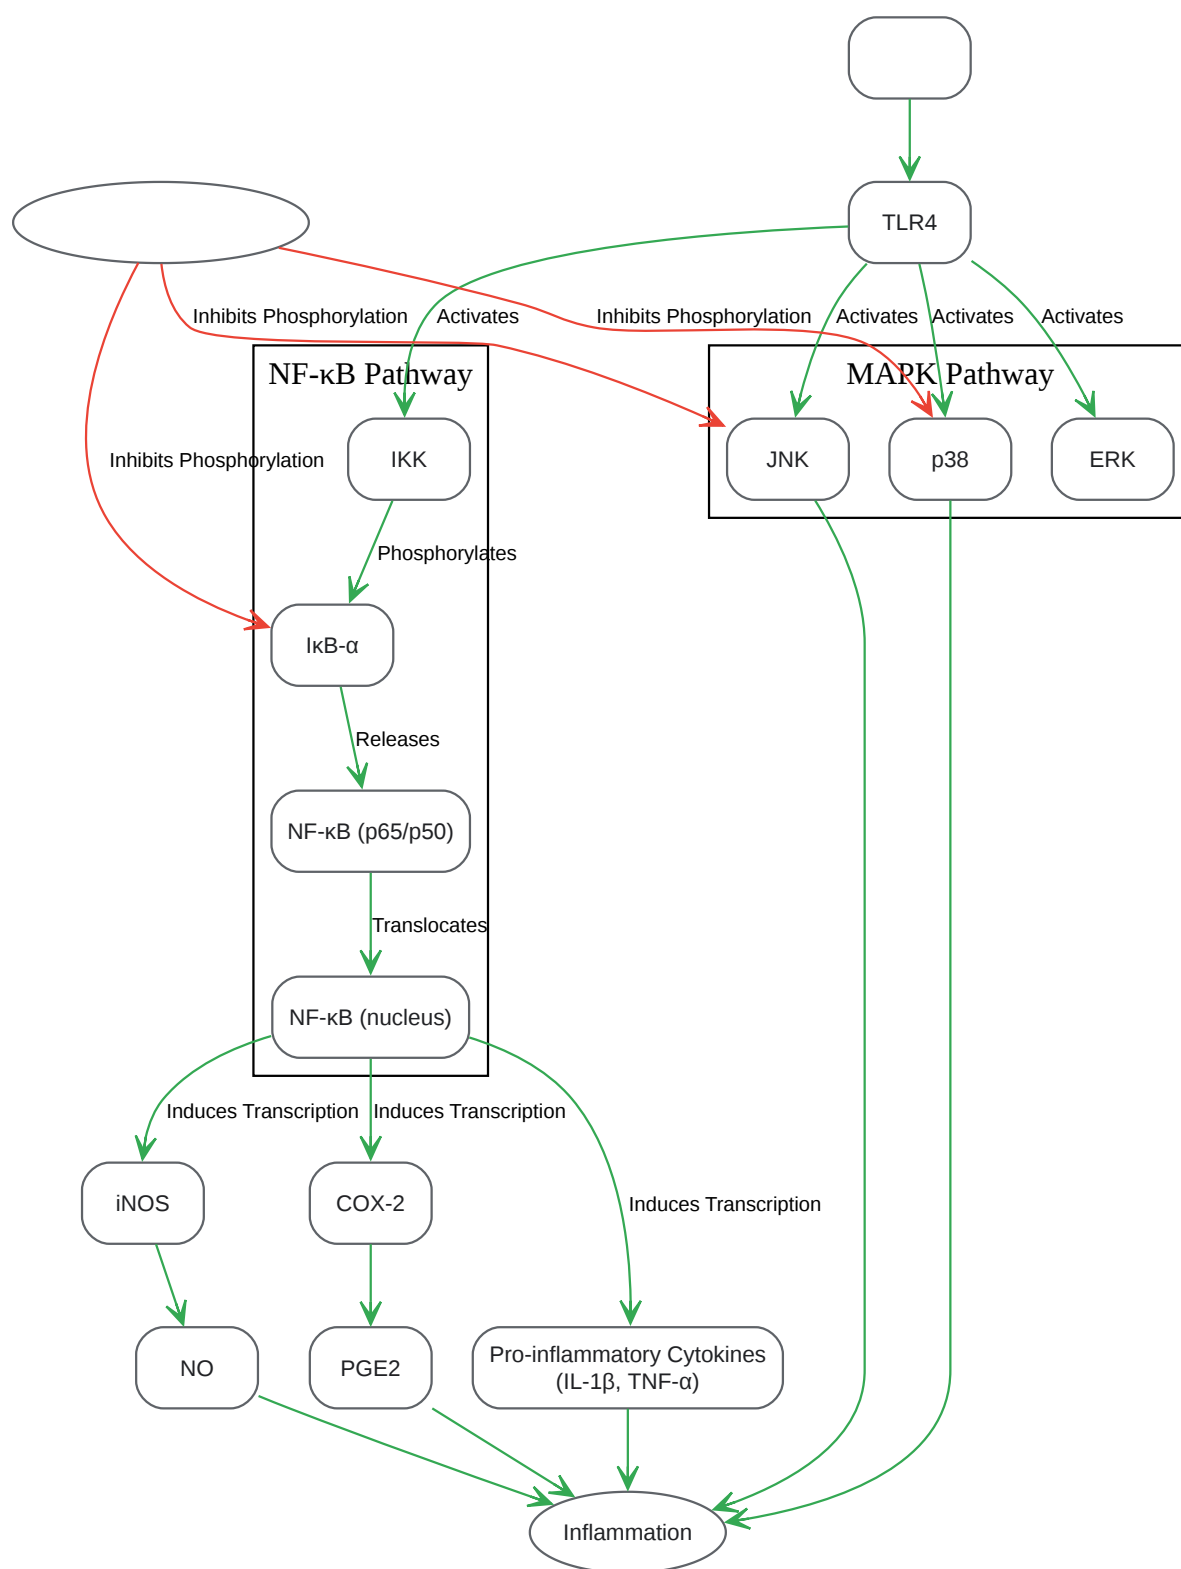 TLR4
Inhibits Phosphorylation
Activates
Inhibits Phosphorylation
Activates
Activates
Activates
NF-κB Pathway
MAPK Pathway
Inhibits Phosphorylation
IKK
JNK
p38
ERK
Phosphorylates
IκB-α
Releases
NF-κB (p65/p50)
Translocates
NF-κB (nucleus)
Induces Transcription
Induces Transcription
iNOS
COX-2
Induces Transcription
NO
PGE2
Pro-inflammatory Cytokines
(IL-1β, TNF-α)
Inflammation